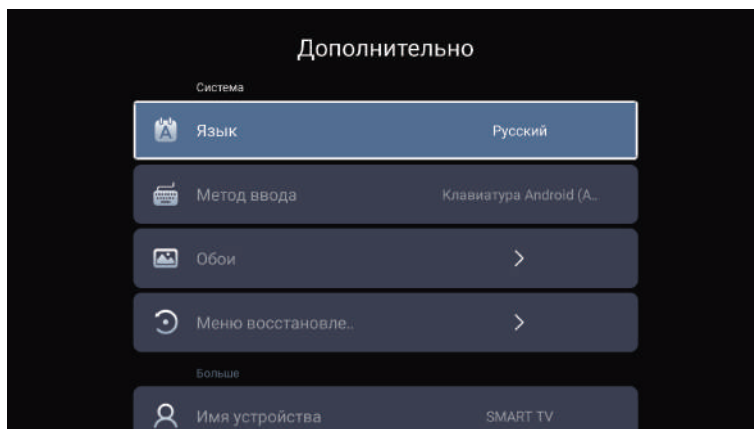 Дополнительно
Система
Язык Русский
Метод ввода Клавиатура Android (A..
Обои
Меню восстановле..
Больше
Имя устройства SMART TV